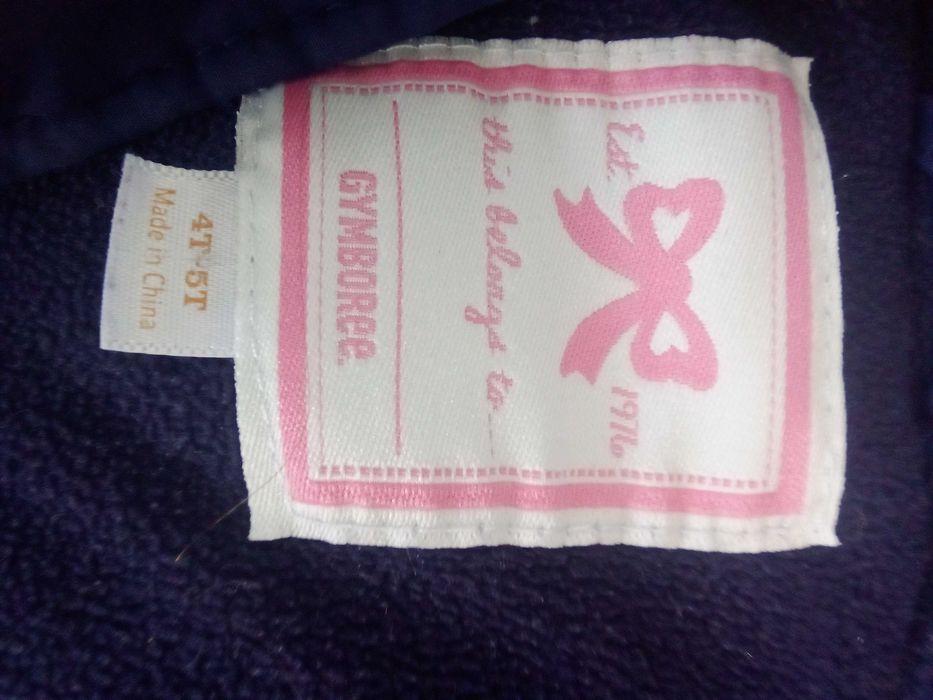 Est. 1976
this belongs to
GYMBOREE
4T-5T
Made in China